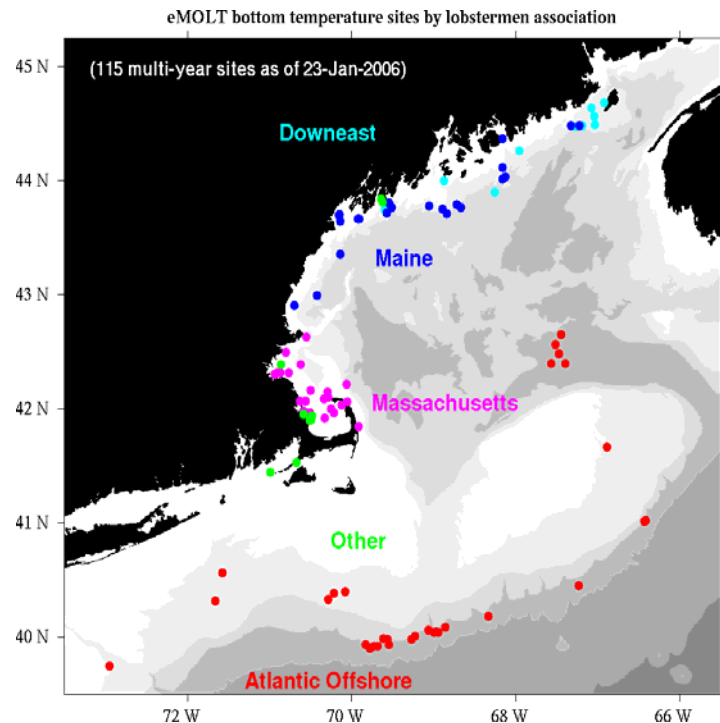 eMOLT bottom temperature sites by lobstermen association
45 N
(115 multi-year sites as of 23-Jan-2006)
Downeast
44 N
Maine
43 N
Massachusetts
42 N
41 N
Other
40 N
Atlantic Offshore
72 W
70 W
68 W
66 W